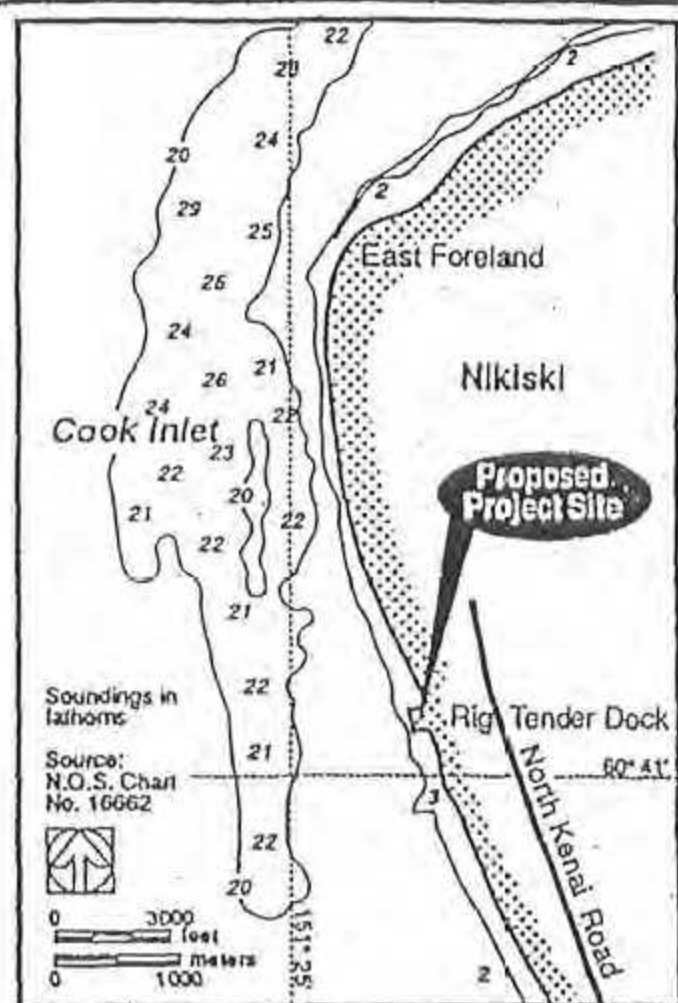 22
20
2
24
20
2
29
25
East Foreland
25
24
21
26
Nikiski
24
22
Cook Inlet
23
22
Proposed
Project Site
20
21
22
22
21
22
Soundings in
fathoms
Rig Tender Dock
21
Source:
N.O.S. Chart
No. 16662
60° 41'
3
North Kenai Road
22
20
0 3000
feet
151° 25'
meters
0 1000
2